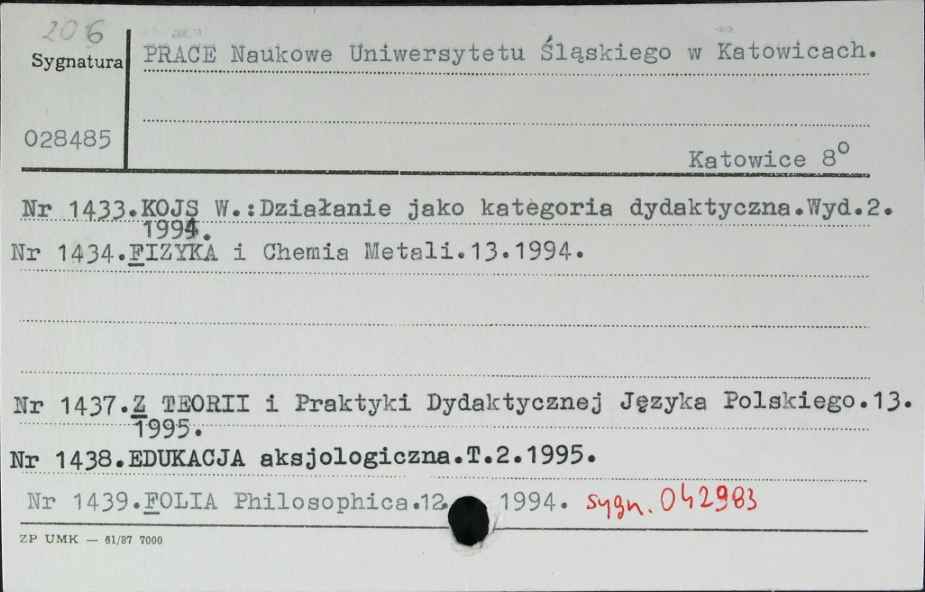 206
Sygnatura
PRACE Naukowe Uniwersytetu Śląskiego w Katowicach.
028485
Katowice 8°
Nr 1433.KOJS W.:Działanie jako kategoria dydaktyczna.Wyd.2.
1994.
Nr 1434.FIZYKA i Chemia Metali.13.1994.
Nr 1437.Z TEORII i Praktyki Dydaktycznej Języka Polskiego.13.
1995.
Nr 1438.EDUKACJA aksjologiczna.T.2.1995.
Nr 1439.FOLIA Philosophica.12. 1994. sygn. 042983
ZP UMK — 61/87 7000